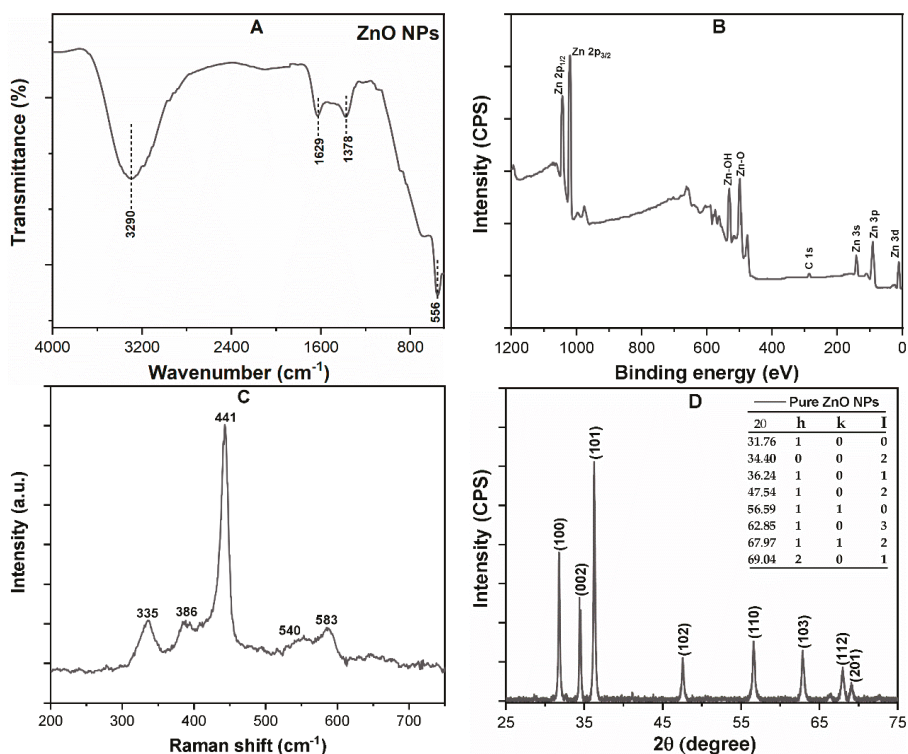 A
ZnO NPs
Transmittance (%)
3290
1629
1378
556
4000 3200 2400 1600 800
Wavenumber (cm⁻¹)
B
Intensity (CPS)
Zn 2p₁/₂
Zn 2p₃/₂
Zn-OH
Zn-O
C 1s
Zn 3s
Zn 3p
Zn 3d
1200 1000 800 600 400 200 0
Binding energy (eV)
C
Intensity (a.u.)
335
386
441
540
583
200 300 400 500 600 700
Raman shift (cm⁻¹)
D
Intensity (CPS)
(100)
(002)
(101)
(102)
(110)
(103)
(112)
(201)
Pure ZnO NPs
2θ h k l
31.76 1 0 0
34.40 0 0 2
36.24 1 0 1
47.54 1 0 2
56.59 1 1 0
62.85 1 0 3
67.97 1 1 2
69.04 2 0 1
25 35 45 55 65 75
2θ (degree)